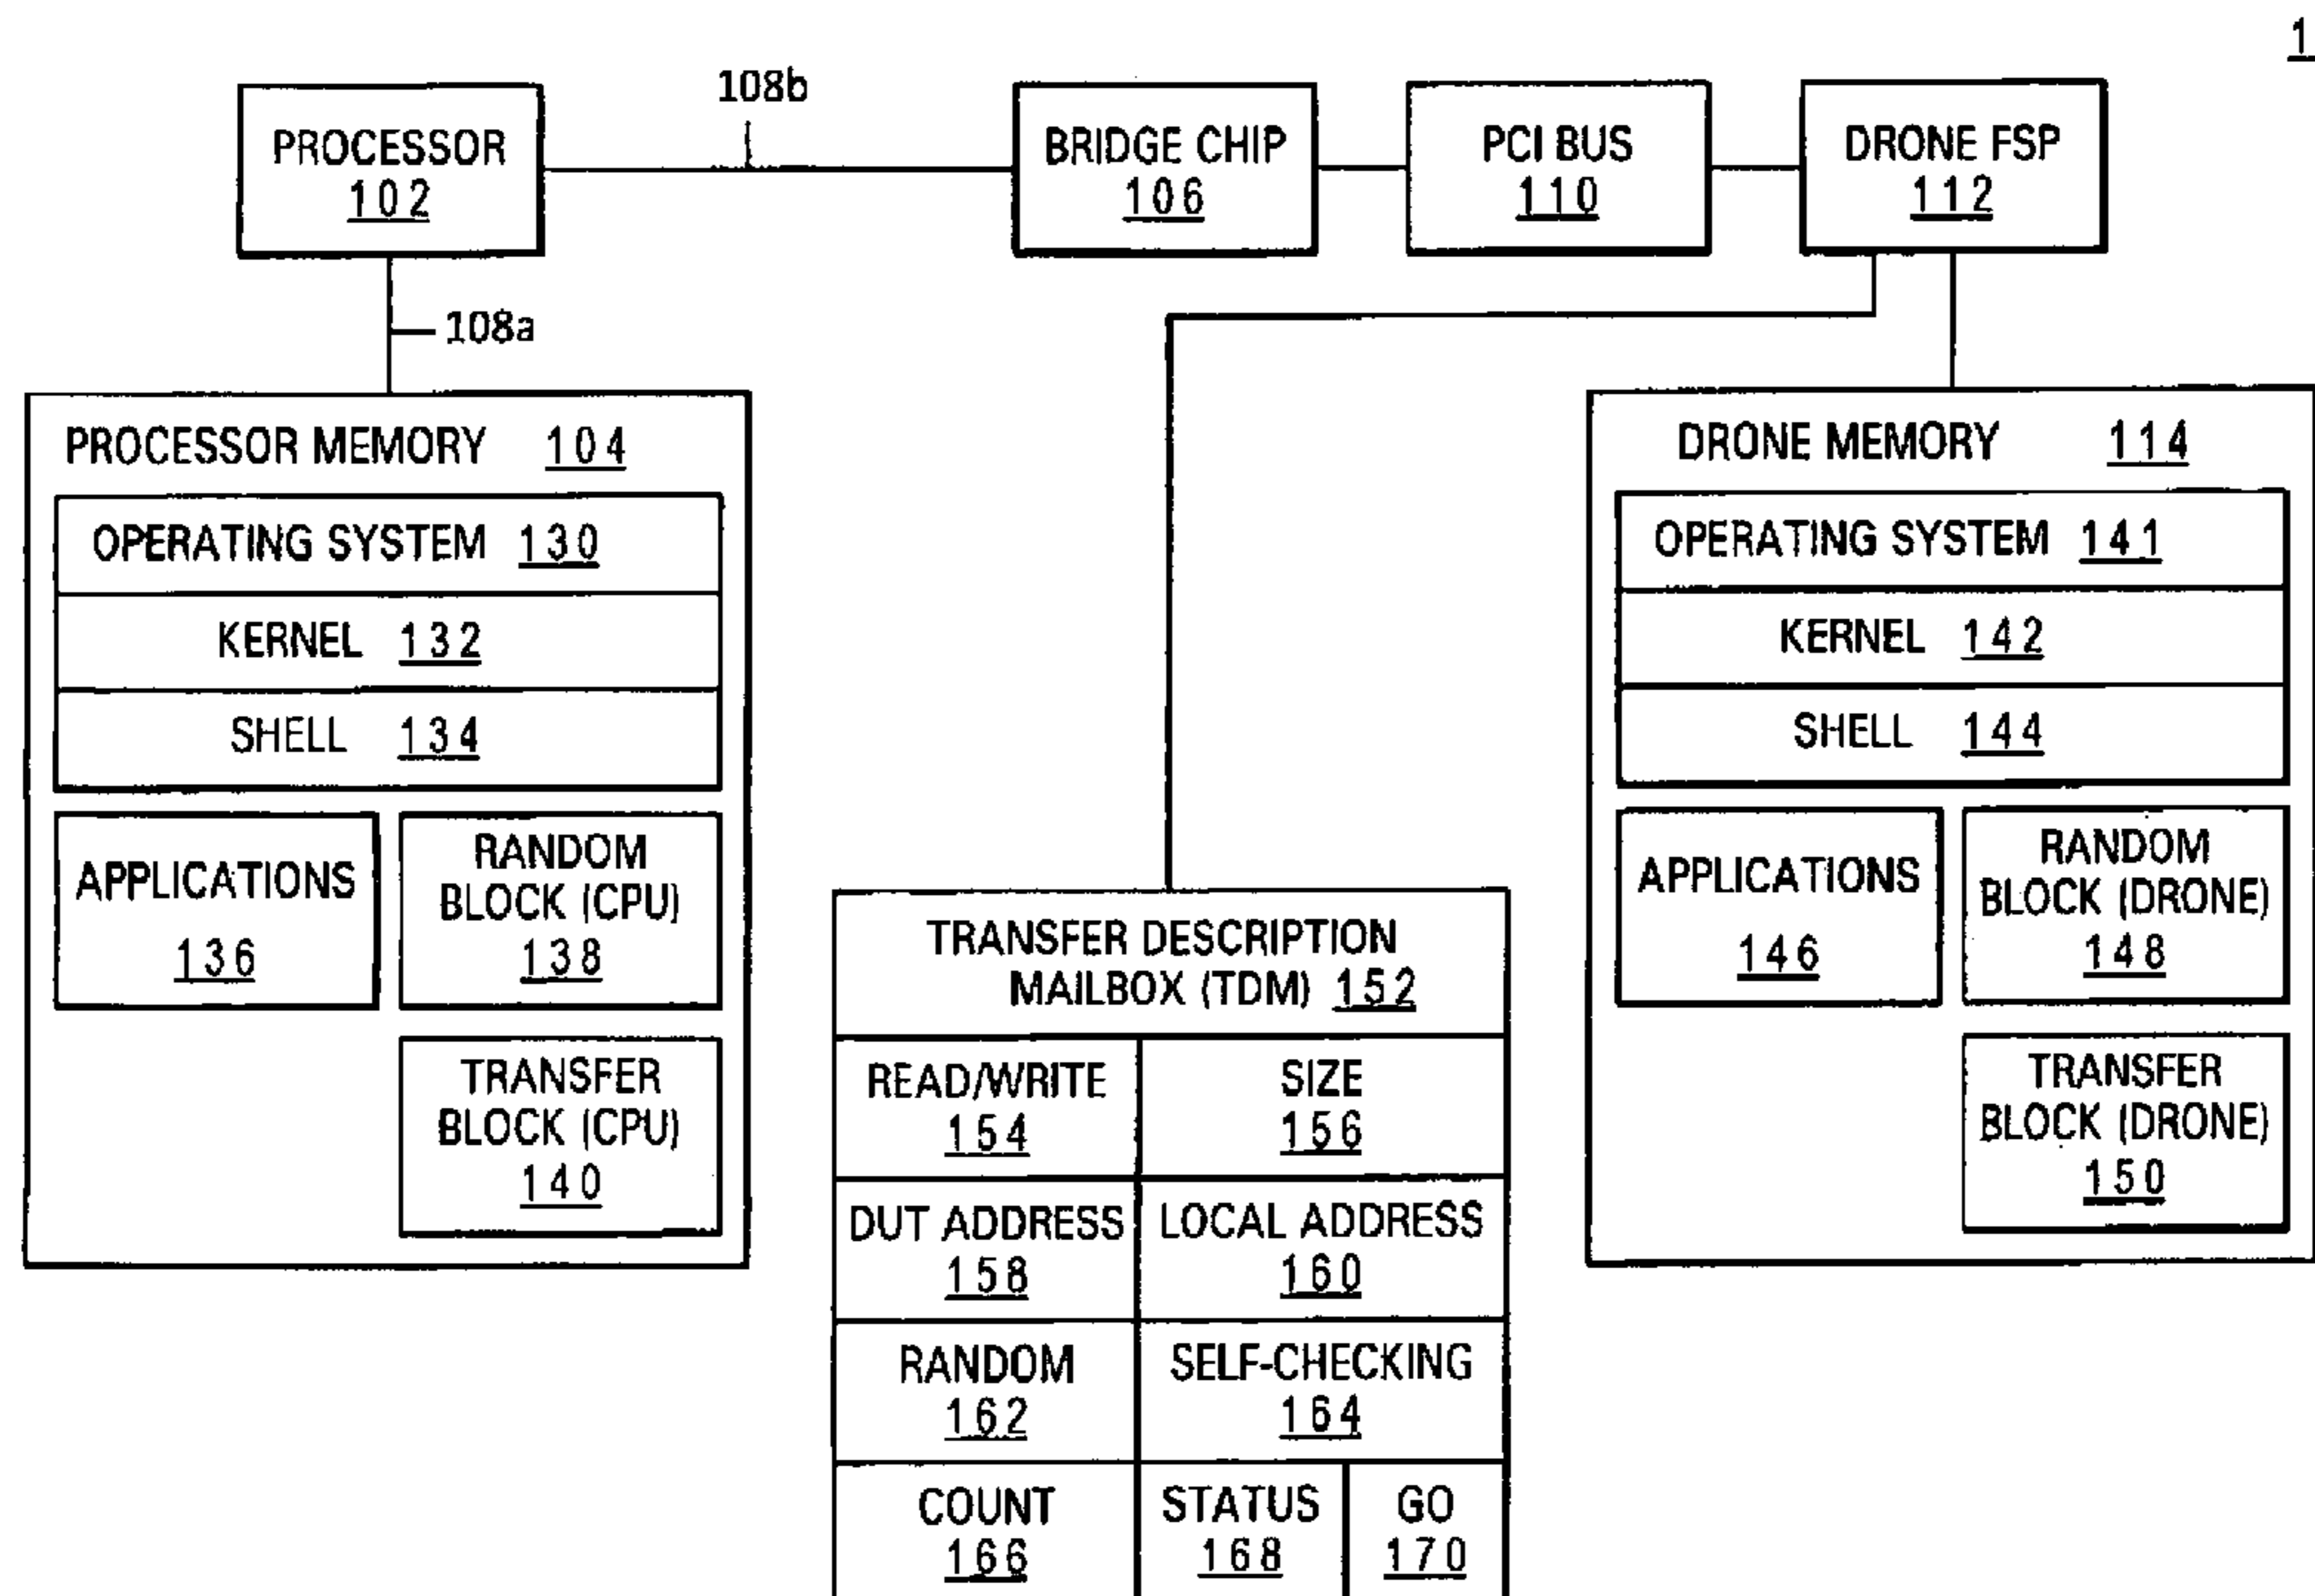 108b
PROCESSOR
102
BRIDGE CHIP
106
PCI BUS
110
DRONE FSP
112
108a
PROCESSOR MEMORY 104
OPERATING SYSTEM 130
KERNEL 132
SHELL 134
APPLICATIONS
136
RANDOM
BLOCK (CPU)
138
TRANSFER
BLOCK (CPU)
140
TRANSFER DESCRIPTION
MAILBOX (TDM) 152
READ/WRITE
154
SIZE
156
DUT ADDRESS
158
LOCAL ADDRESS
160
RANDOM
162
SELF-CHECKING
164
COUNT
166
STATUS
168
GO
170
DRONE MEMORY 114
OPERATING SYSTEM 141
KERNEL 142
SHELL 144
APPLICATIONS
146
RANDOM
BLOCK (DRONE)
148
TRANSFER
BLOCK (DRONE)
150